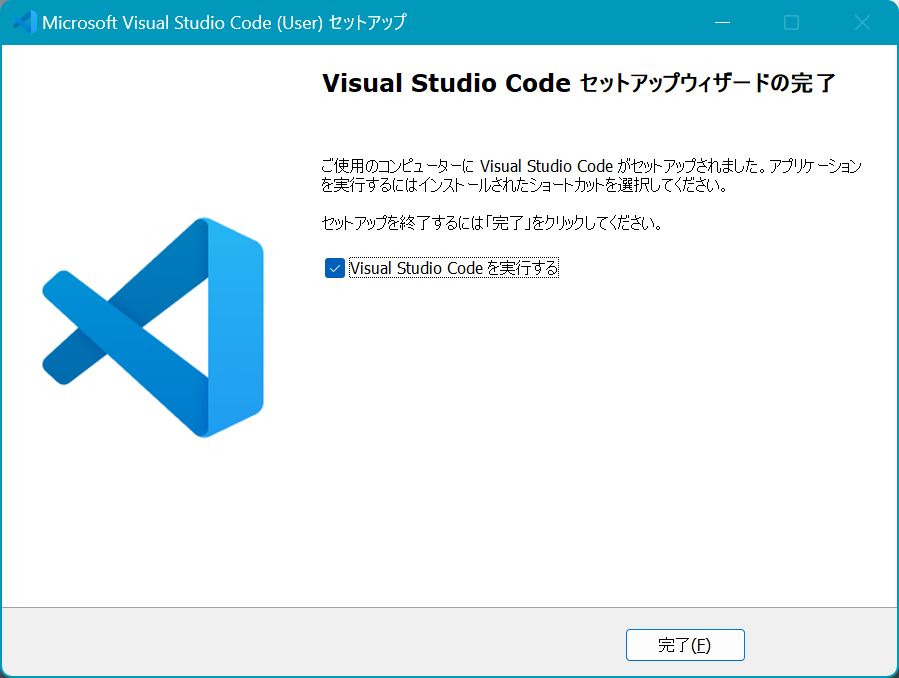 Microsoft Visual Studio Code (User) セットアップ
Visual Studio Code セットアップウィザードの完了
ご使用のコンピューターに Visual Studio Code がセットアップされました。アプリケーション
を実行するにはインストールされたショートカットを選択してください。
セットアップを終了するには「完了」をクリックしてください。
Visual Studio Code を実行する
完了(F)